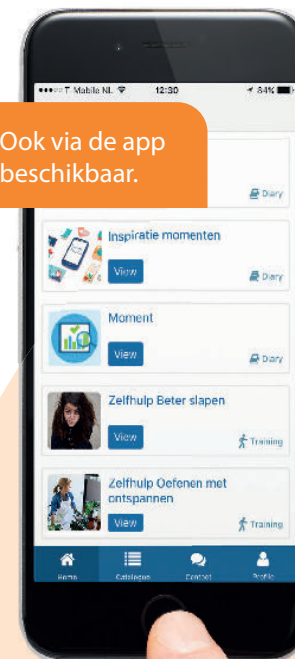 T-Mobile NL
12:30
84%
Ook via de app
beschikbaar.
Diary
Inspiratie momenten
View
Diary
Moment
View
Diary
Zelfhulp Beter slapen
View
Training
Zelfhulp Oefenen met
ontspannen
View
Training
Home
Catalogue
Contact
Profile